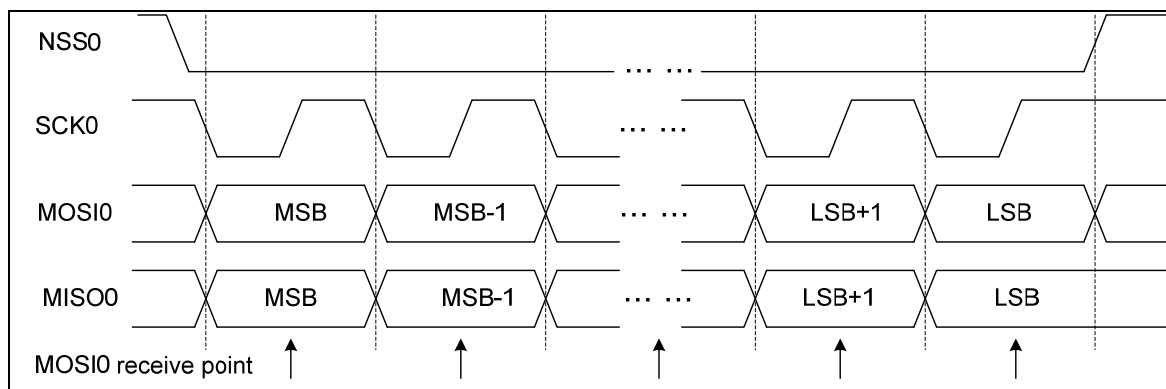 NSS0
... ...
SCK0
... ...
MOSI0 MSB MSB-1 ... ... LSB+1 LSB
MISO0 MSB MSB-1 ... ... LSB+1 LSB
MOSI0 receive point